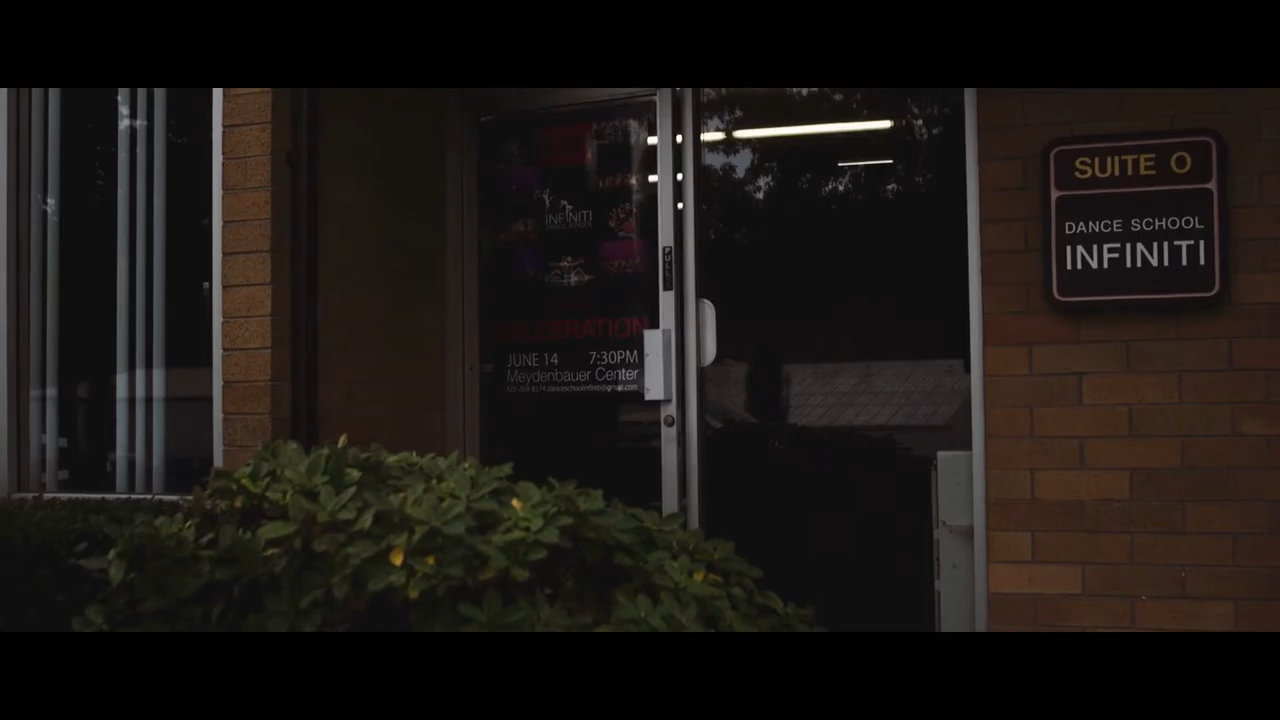 INFINITI
PULL
JUNE 14 7:30PM
Meydenbauer Center
SUITE O
DANCE SCHOOL
INFINITI